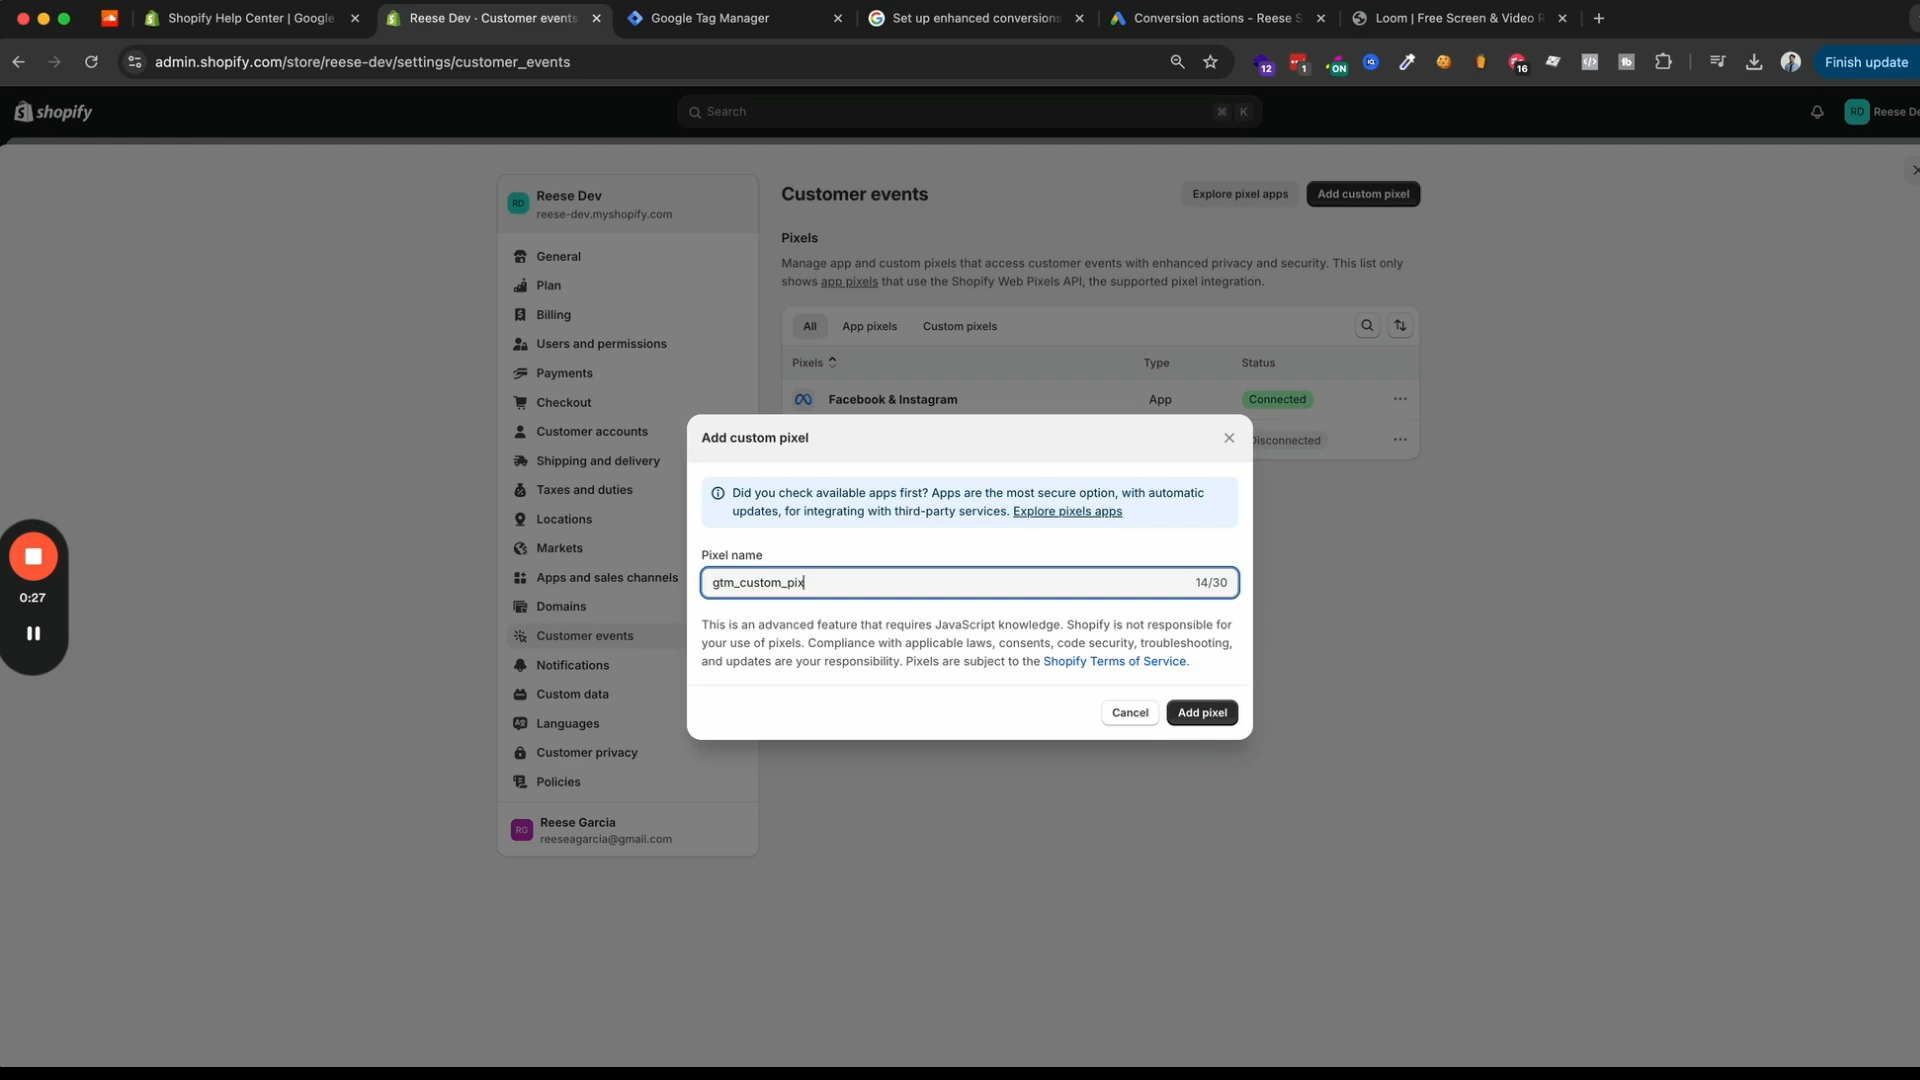 Shopify Help Center | Google
Reese Dev · Customer events
Google Tag Manager
Set up enhanced conversions
Conversion actions - Reese S
Loom | Free Screen & Video R
admin.shopify.com/store/reese-dev/settings/customer_events
12
1
ON
16
Finish update
shopify
Search
⌘ K
RD
Reese De
RD
Reese Dev
reese-dev.myshopify.com
General
Plan
Billing
Users and permissions
Payments
Checkout
Customer accounts
Shipping and delivery
Taxes and duties
Locations
Markets
Apps and sales channels
Domains
Customer events
Notifications
Custom data
Languages
Customer privacy
Policies
RG
Reese Garcia
reeseagarcia@gmail.com
Customer events
Explore pixel apps
Add custom pixel
Pixels
Manage app and custom pixels that access customer events with enhanced privacy and security. This list only
shows app pixels that use the Shopify Web Pixels API, the supported pixel integration.
All
App pixels
Custom pixels
Pixels
Type
Status
Facebook & Instagram
App
Connected
Disconnected
Add custom pixel
Did you check available apps first? Apps are the most secure option, with automatic
updates, for integrating with third-party services. Explore pixels apps
Pixel name
gtm_custom_pix
14/30
This is an advanced feature that requires JavaScript knowledge. Shopify is not responsible for
your use of pixels. Compliance with applicable laws, consents, code security, troubleshooting,
and updates are your responsibility. Pixels are subject to the Shopify Terms of Service.
Cancel
Add pixel
0:27